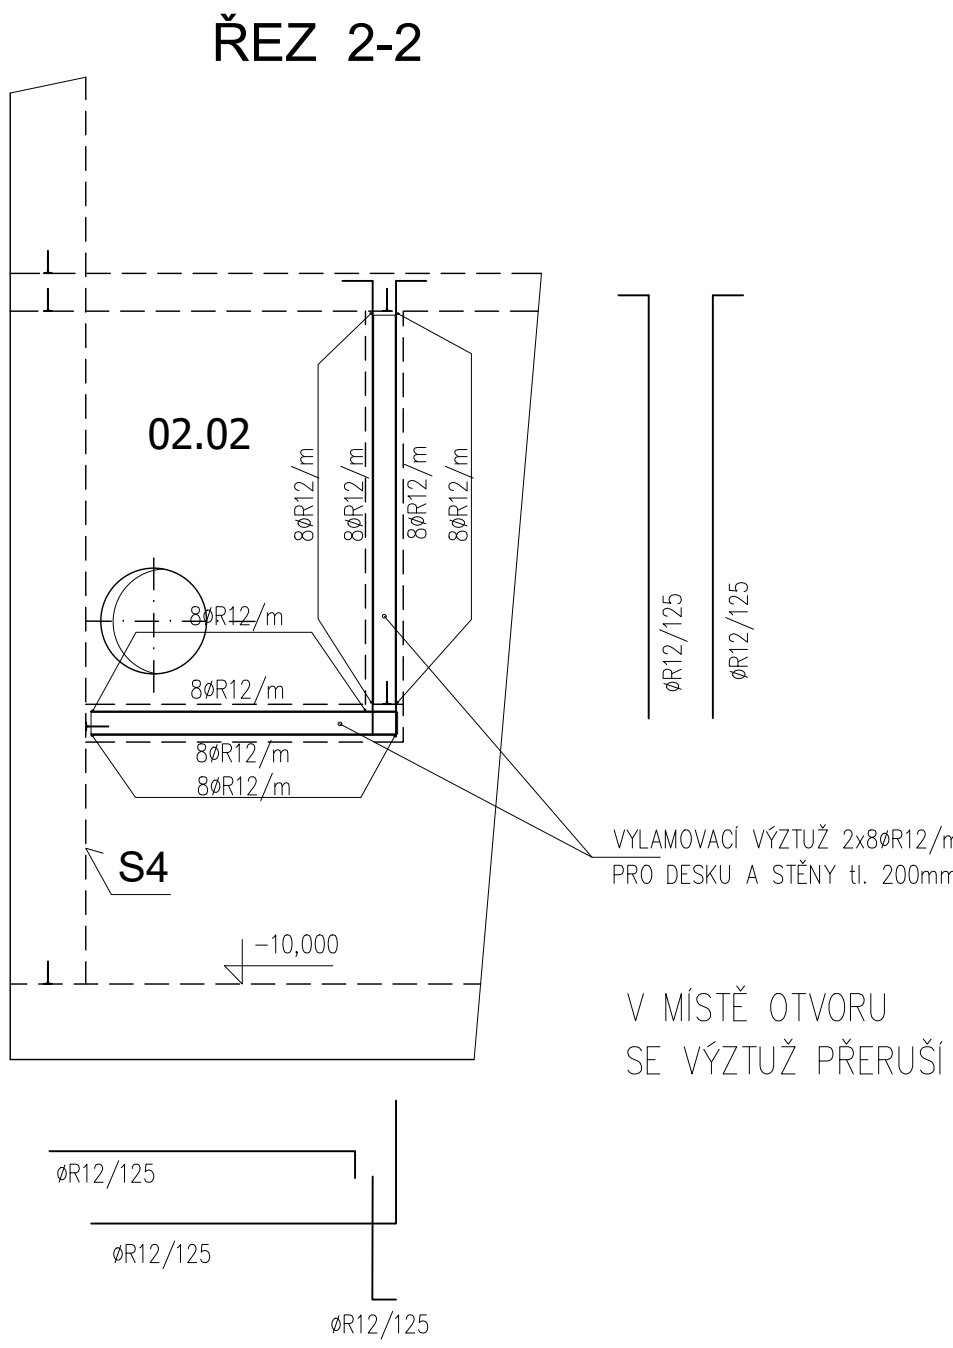 ŘEZ 2-2
02.02
8øR12/m
8øR12/m
8øR12/m
8øR12/m
øR12/125
øR12/125
8øR12/m
8øR12/m
8øR12/m
8øR12/m
VYLAMOVACÍ VÝZTUŽ 2x8øR12/m
PRO DESKU A STĚNY tl. 200mm
S4
-10,000
V MÍSTĚ OTVORU
SE VÝZTUŽ PŘERUŠÍ
øR12/125
øR12/125
øR12/125